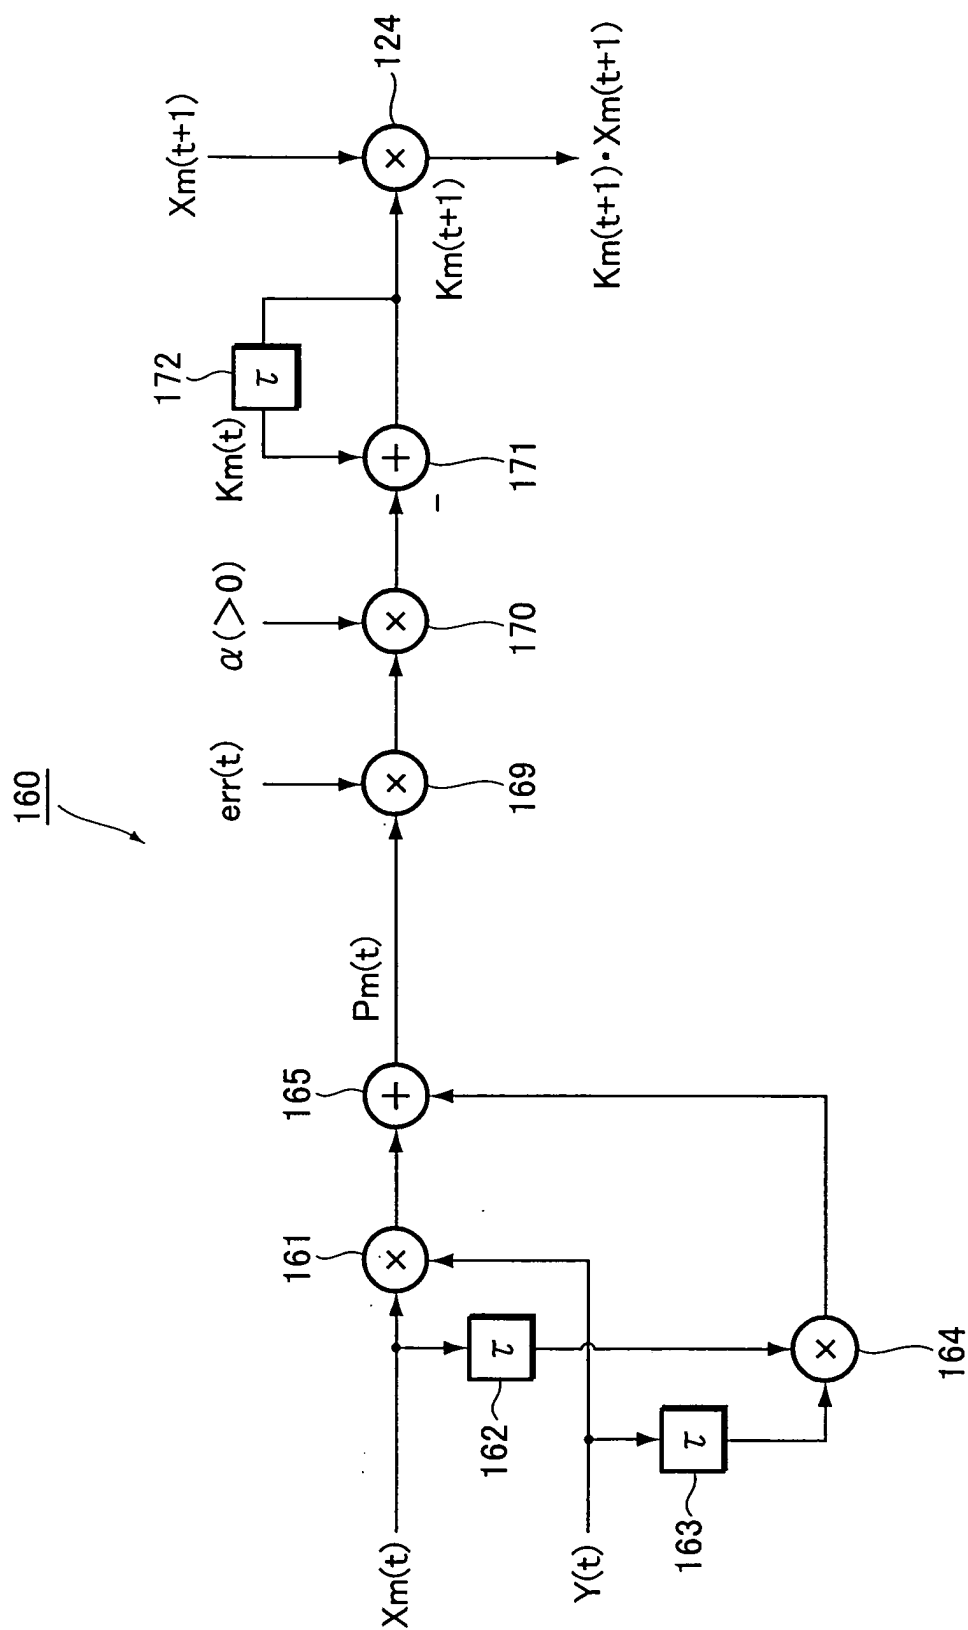 160
Xm(t)
Y(t)
161
162
τ
163
τ
164
165
Pm(t)
err(t)
169
α(>0)
170
Km(t)
172
τ
171
−
Km(t+1)
Xm(t+1)
124
Km(t+1)・Xm(t+1)
×
×
+
×
×
+
×